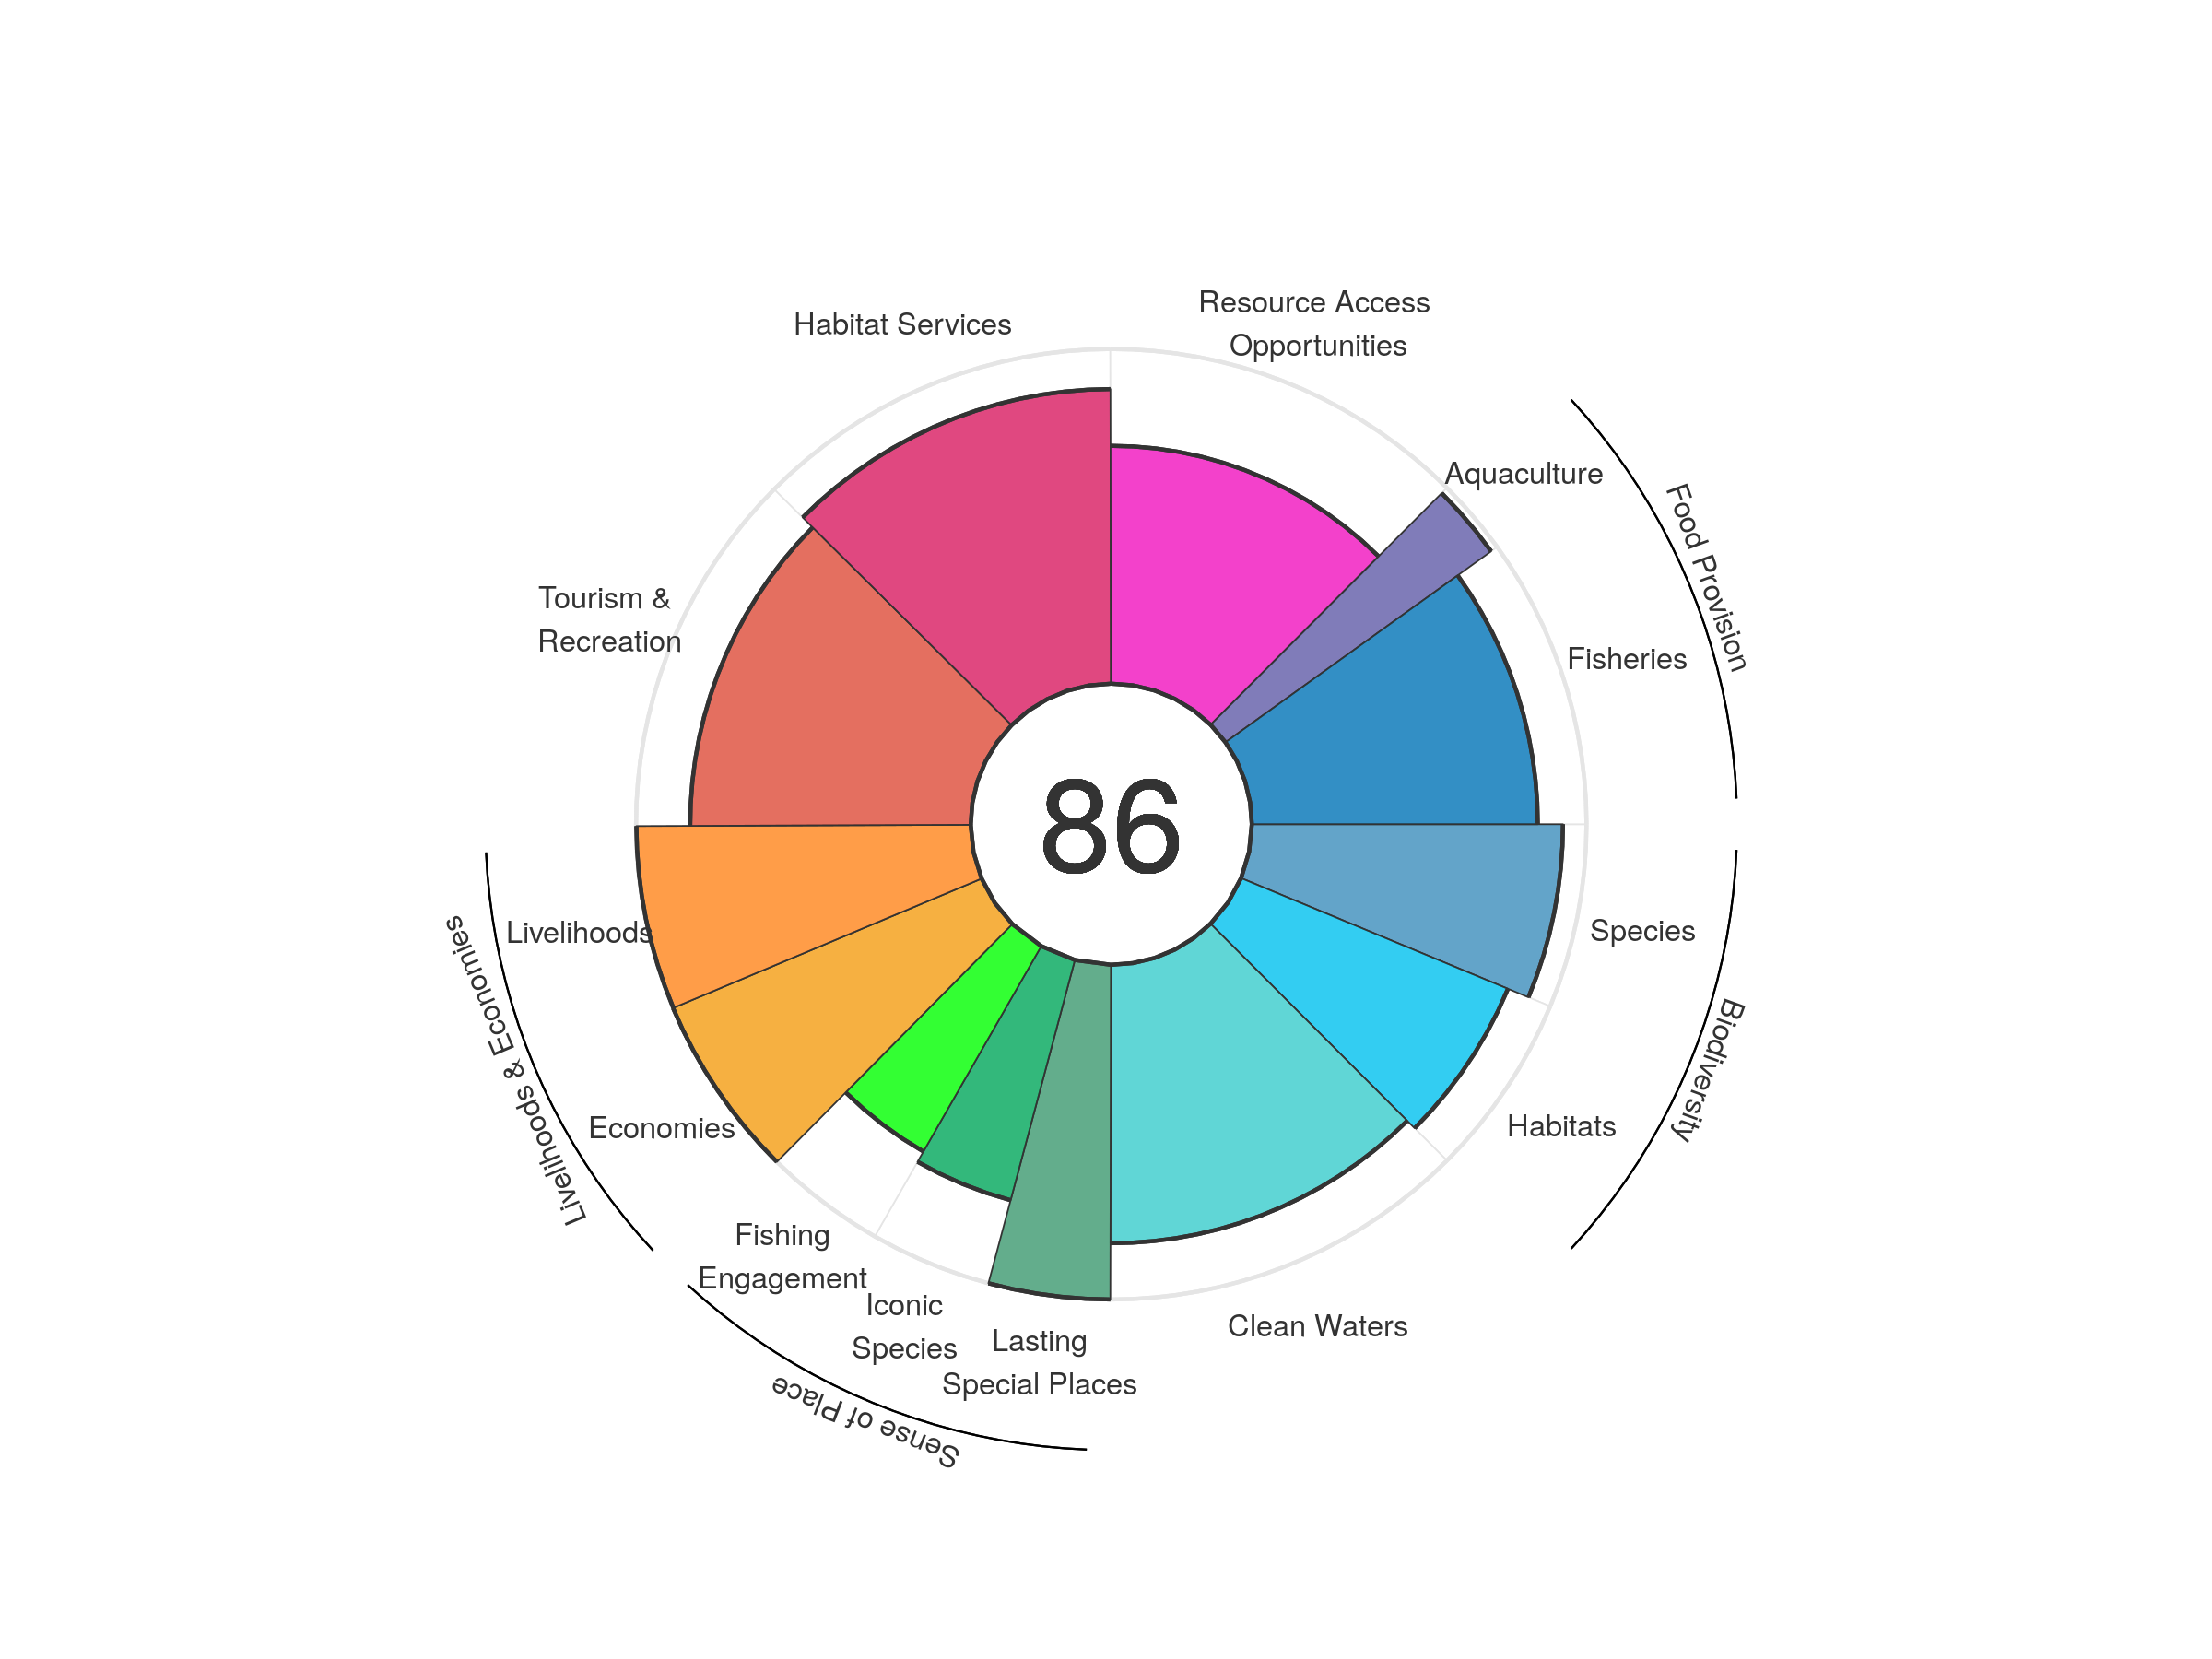 Resource Access
Opportunities
Habitat Services
Aquaculture
Food Provision
Tourism &
Recreation
Fisheries
86
Livelihoods
Species
Livelihoods & Economies
Biodiversity
Economies
Habitats
Fishing
Engagement
Iconic
Species
Lasting
Special Places
Clean Waters
Sense of Place